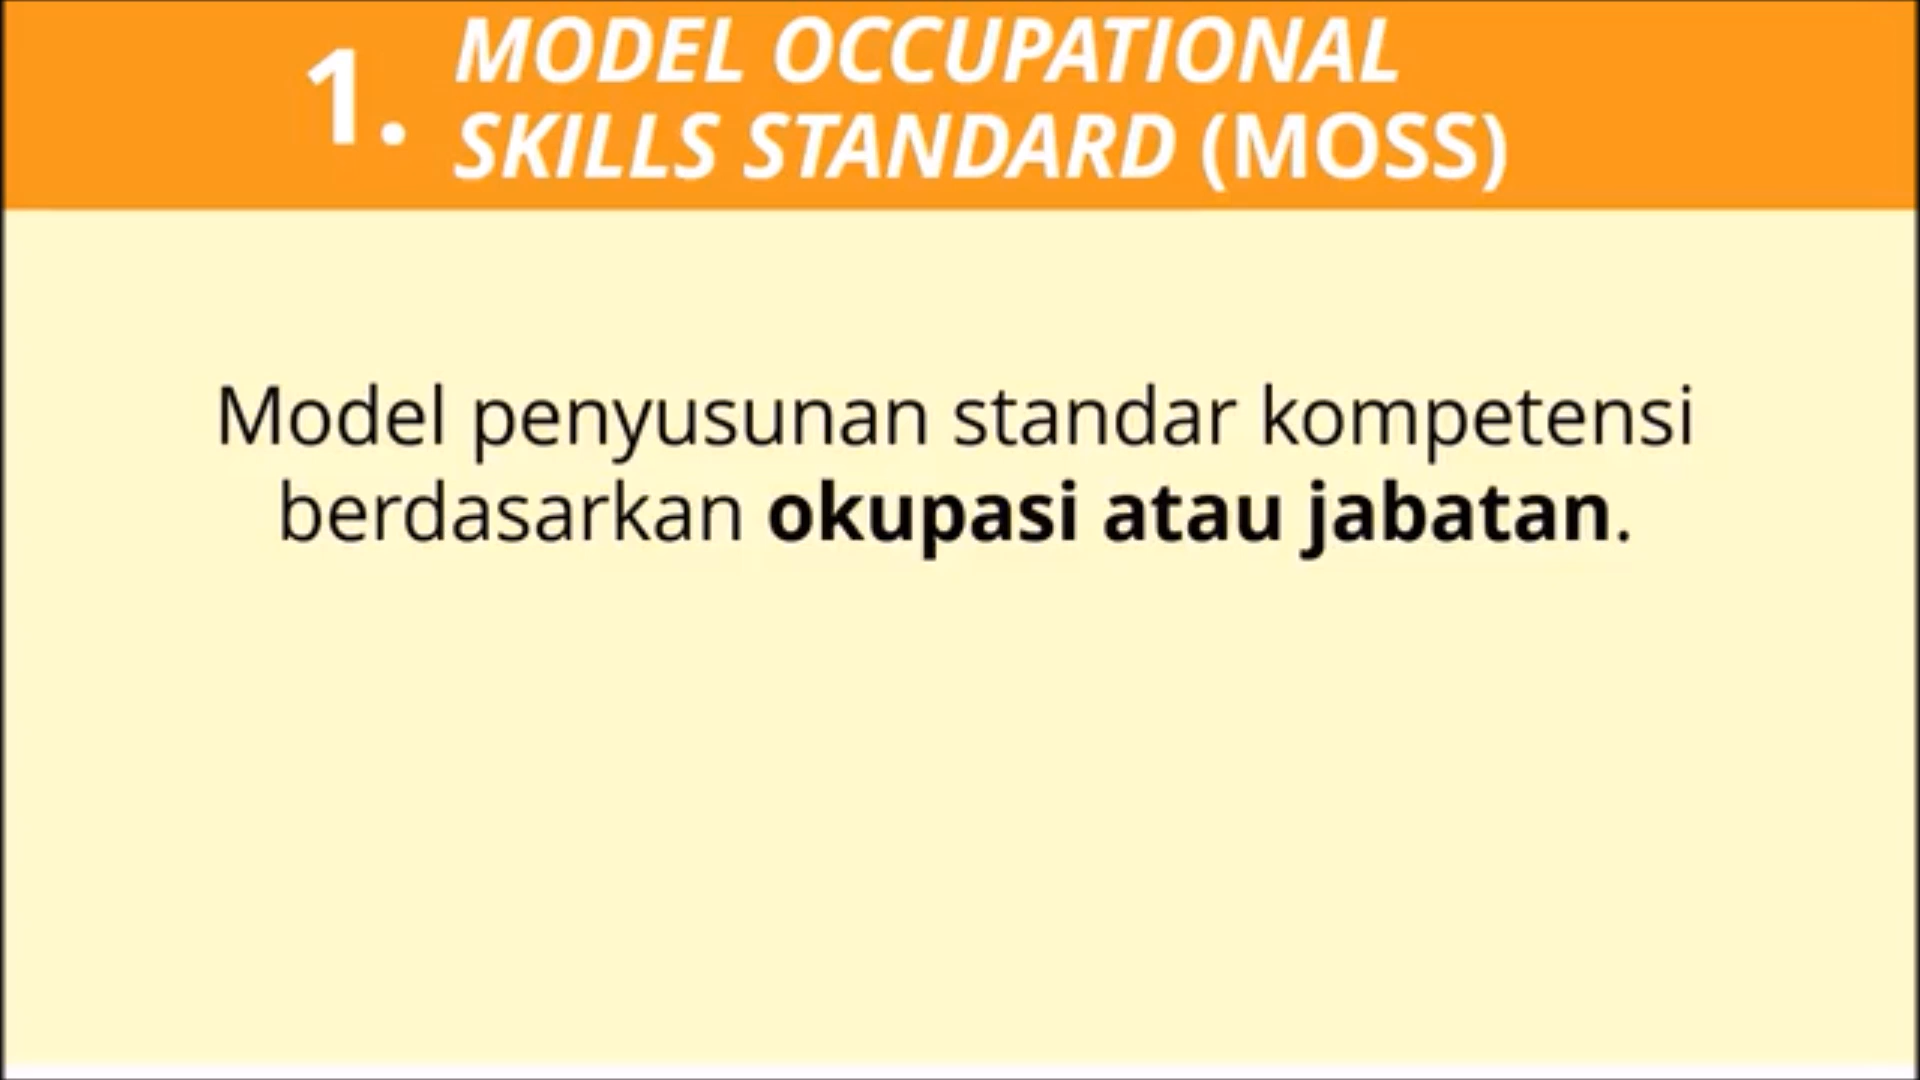 1. MODEL OCCUPATIONAL
SKILLS STANDARD (MOSS)
Model penyusunan standar kompetensi
berdasarkan okupasi atau jabatan.